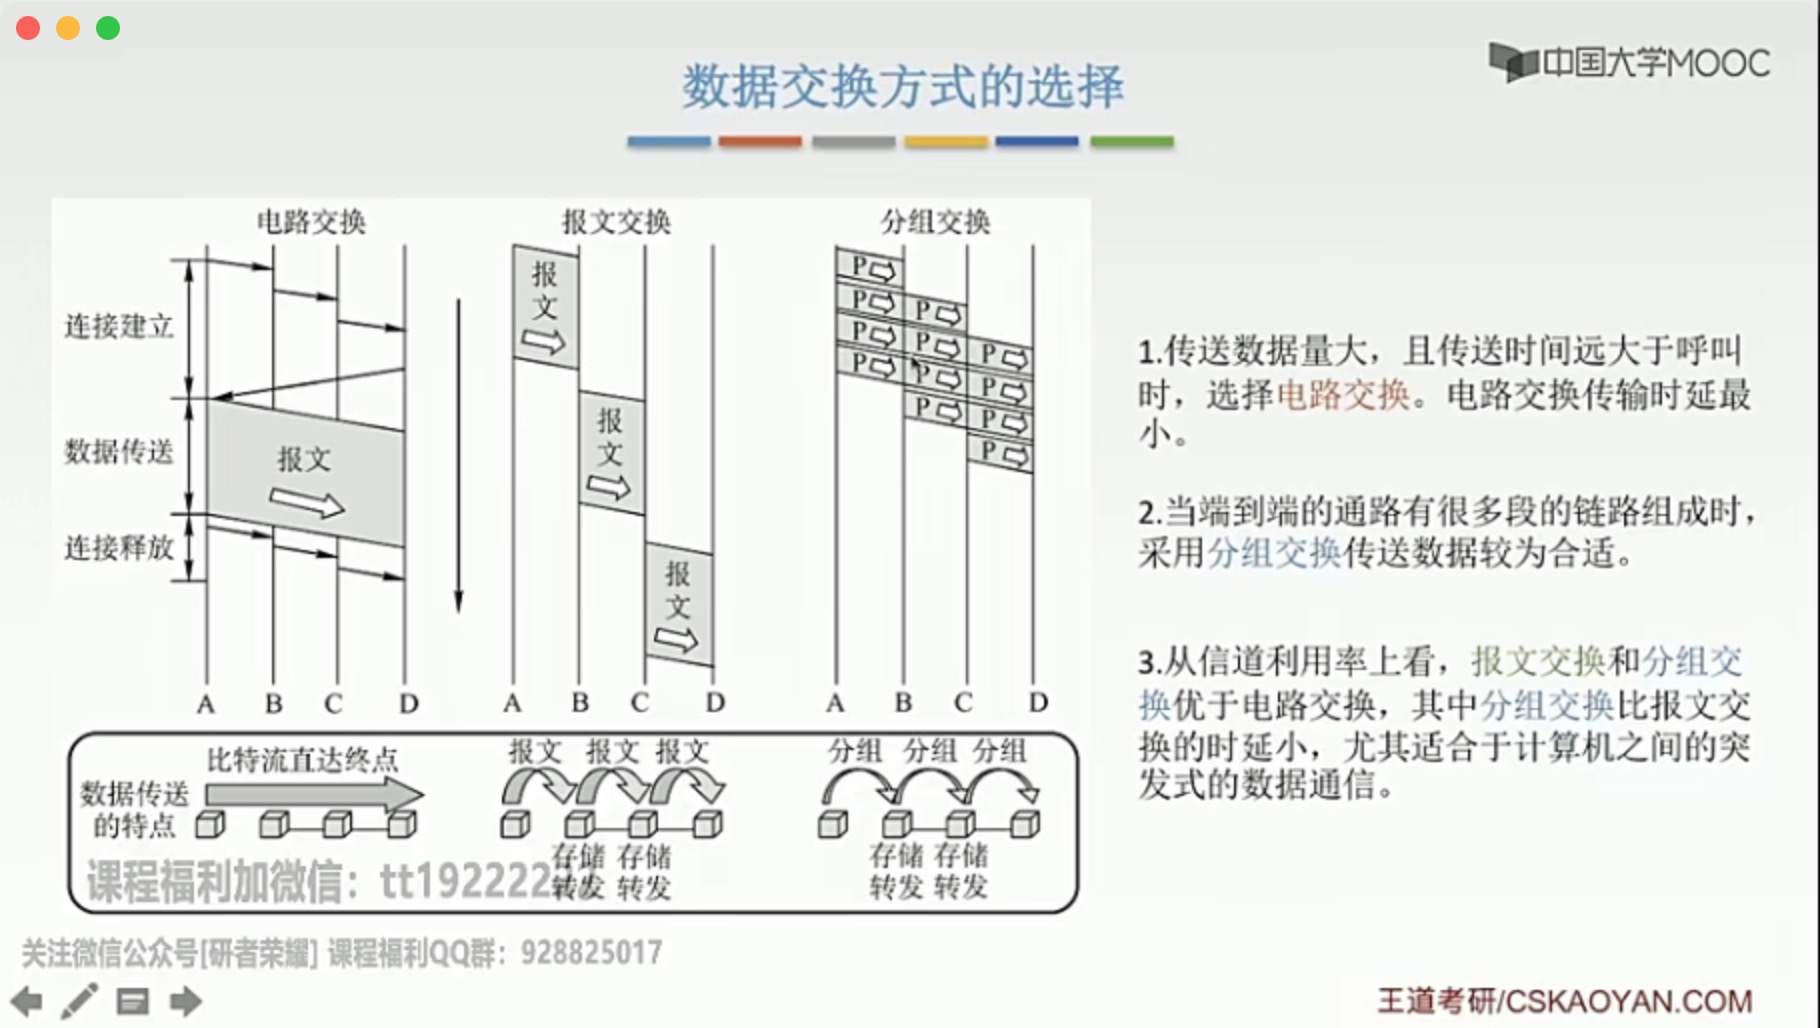 中国大学MOOC
数据交换方式的选择
电路交换
报文交换
分组交换
连接建立
数据传送
连接释放
报文
A B C D
报
文
报
文
报
文
A B C D
P
P
P P
P P
P P
P P
P P
P
A B C D
1.传送数据量大，且传送时间远大于呼叫
时，选择电路交换。电路交换传输时延最
小。
2.当端到端的通路有很多段的链路组成时，
采用分组交换传送数据较为合适。
3.从信道利用率上看，报文交换和分组交
换优于电路交换，其中分组交换比报文交
换的时延小，尤其适合于计算机之间的突
发式的数据通信。
比特流直达终点
数据传送
的特点
报文 报文 报文
存储 存储
转发 转发
分组 分组 分组
存储 存储
转发 转发
课程福利加微信：tt192222
关注微信公众号[研者荣耀] 课程福利QQ群：928825017
王道考研/CSKAOYAN.COM